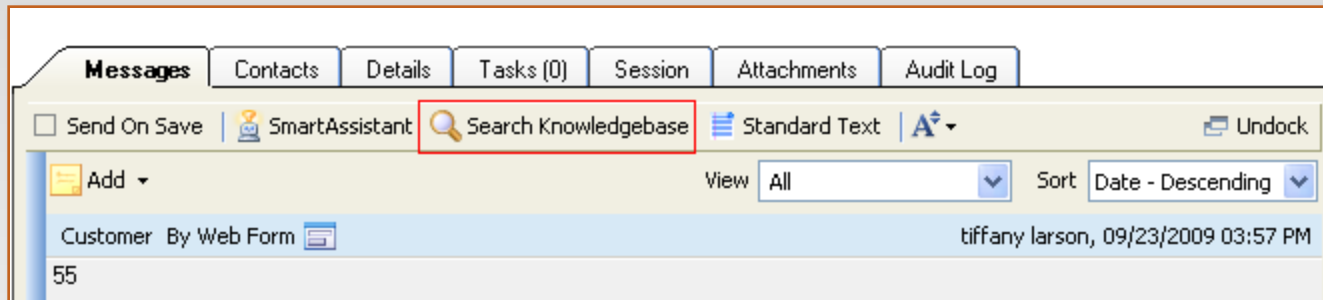 Messages Contacts Details Tasks (0) Session Attachments Audit Log
Send On Save SmartAssistant Search Knowledgebase Standard Text A Undock
Add View All Sort Date - Descending
Customer By Web Form tiffany larson, 09/23/2009 03:57 PM
55